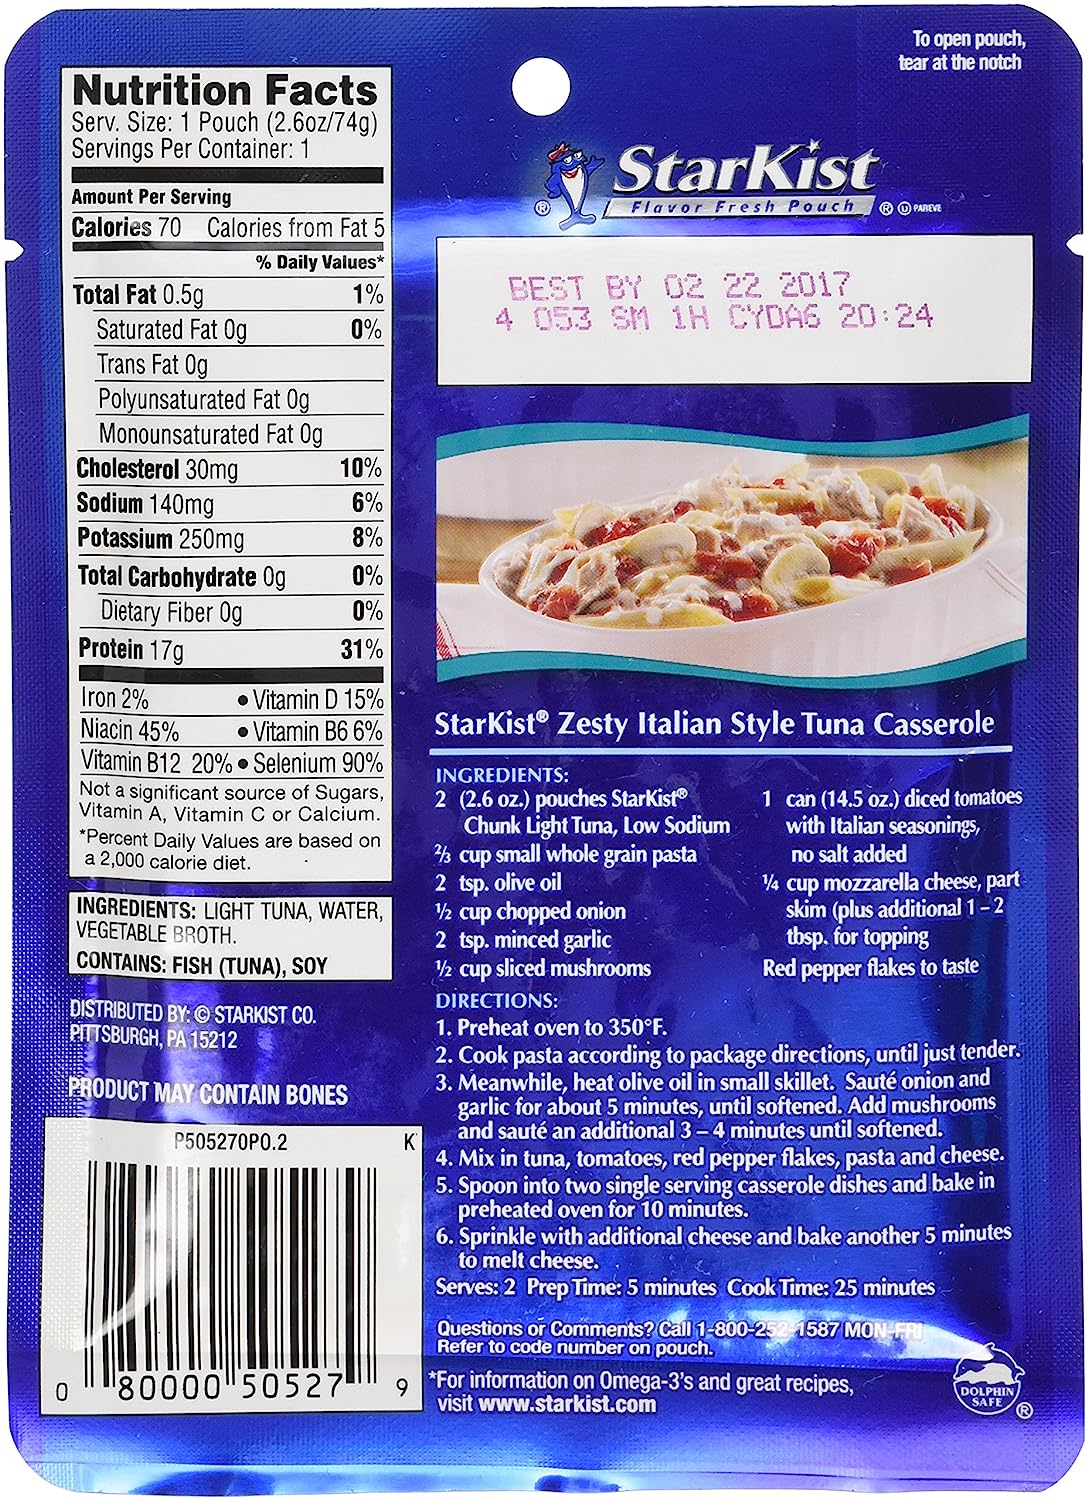 To open pouch,
tear at the notch
Nutrition Facts
Serv. Size: 1 Pouch (2.6oz/74g)
Servings Per Container: 1
Amount Per Serving
Calories 70 Calories from Fat 5
% Daily Values*
Total Fat 0.5g 1%
Saturated Fat 0g 0%
Trans Fat 0g
Polyunsaturated Fat 0g
Monounsaturated Fat 0g
Cholesterol 30mg 10%
Sodium 140mg 6%
Potassium 250mg 8%
Total Carbohydrate 0g 0%
Dietary Fiber 0g 0%
Protein 17g 31%
Iron 2% • Vitamin D 15%
Niacin 45% • Vitamin B6 6%
Vitamin B12 20% • Selenium 90%
Not a significant source of Sugars,
Vitamin A, Vitamin C or Calcium.
*Percent Daily Values are based on
a 2,000 calorie diet.
INGREDIENTS: LIGHT TUNA, WATER,
VEGETABLE BROTH.
CONTAINS: FISH (TUNA), SOY
DISTRIBUTED BY: © STARKIST CO.
PITTSBURGH, PA 15212
PRODUCT MAY CONTAIN BONES
P505270P0.2 K
0 80000 50527 9
® StarKist
Flavor Fresh Pouch ® Ⓤ PAREVE
BEST BY 02 22 2017
4 053 SM 1H CYDA6 20:24
StarKist® Zesty Italian Style Tuna Casserole
INGREDIENTS:
2 (2.6 oz.) pouches StarKist®
Chunk Light Tuna, Low Sodium
⅔ cup small whole grain pasta
2 tsp. olive oil
½ cup chopped onion
2 tsp. minced garlic
½ cup sliced mushrooms
1 can (14.5 oz.) diced tomatoes
with Italian seasonings,
no salt added
¼ cup mozzarella cheese, part
skim (plus additional 1 – 2
tbsp. for topping
Red pepper flakes to taste
DIRECTIONS:
1. Preheat oven to 350°F.
2. Cook pasta according to package directions, until just tender.
3. Meanwhile, heat olive oil in small skillet. Sauté onion and
garlic for about 5 minutes, until softened. Add mushrooms
and sauté an additional 3 – 4 minutes until softened.
4. Mix in tuna, tomatoes, red pepper flakes, pasta and cheese.
5. Spoon into two single serving casserole dishes and bake in
preheated oven for 10 minutes.
6. Sprinkle with additional cheese and bake another 5 minutes
to melt cheese.
Serves: 2 Prep Time: 5 minutes Cook Time: 25 minutes
Questions or Comments? Call 1-800-252-1587 MON-FRI
Refer to code number on pouch.
*For information on Omega-3's and great recipes,
visit www.starkist.com
DOLPHIN
SAFE ®